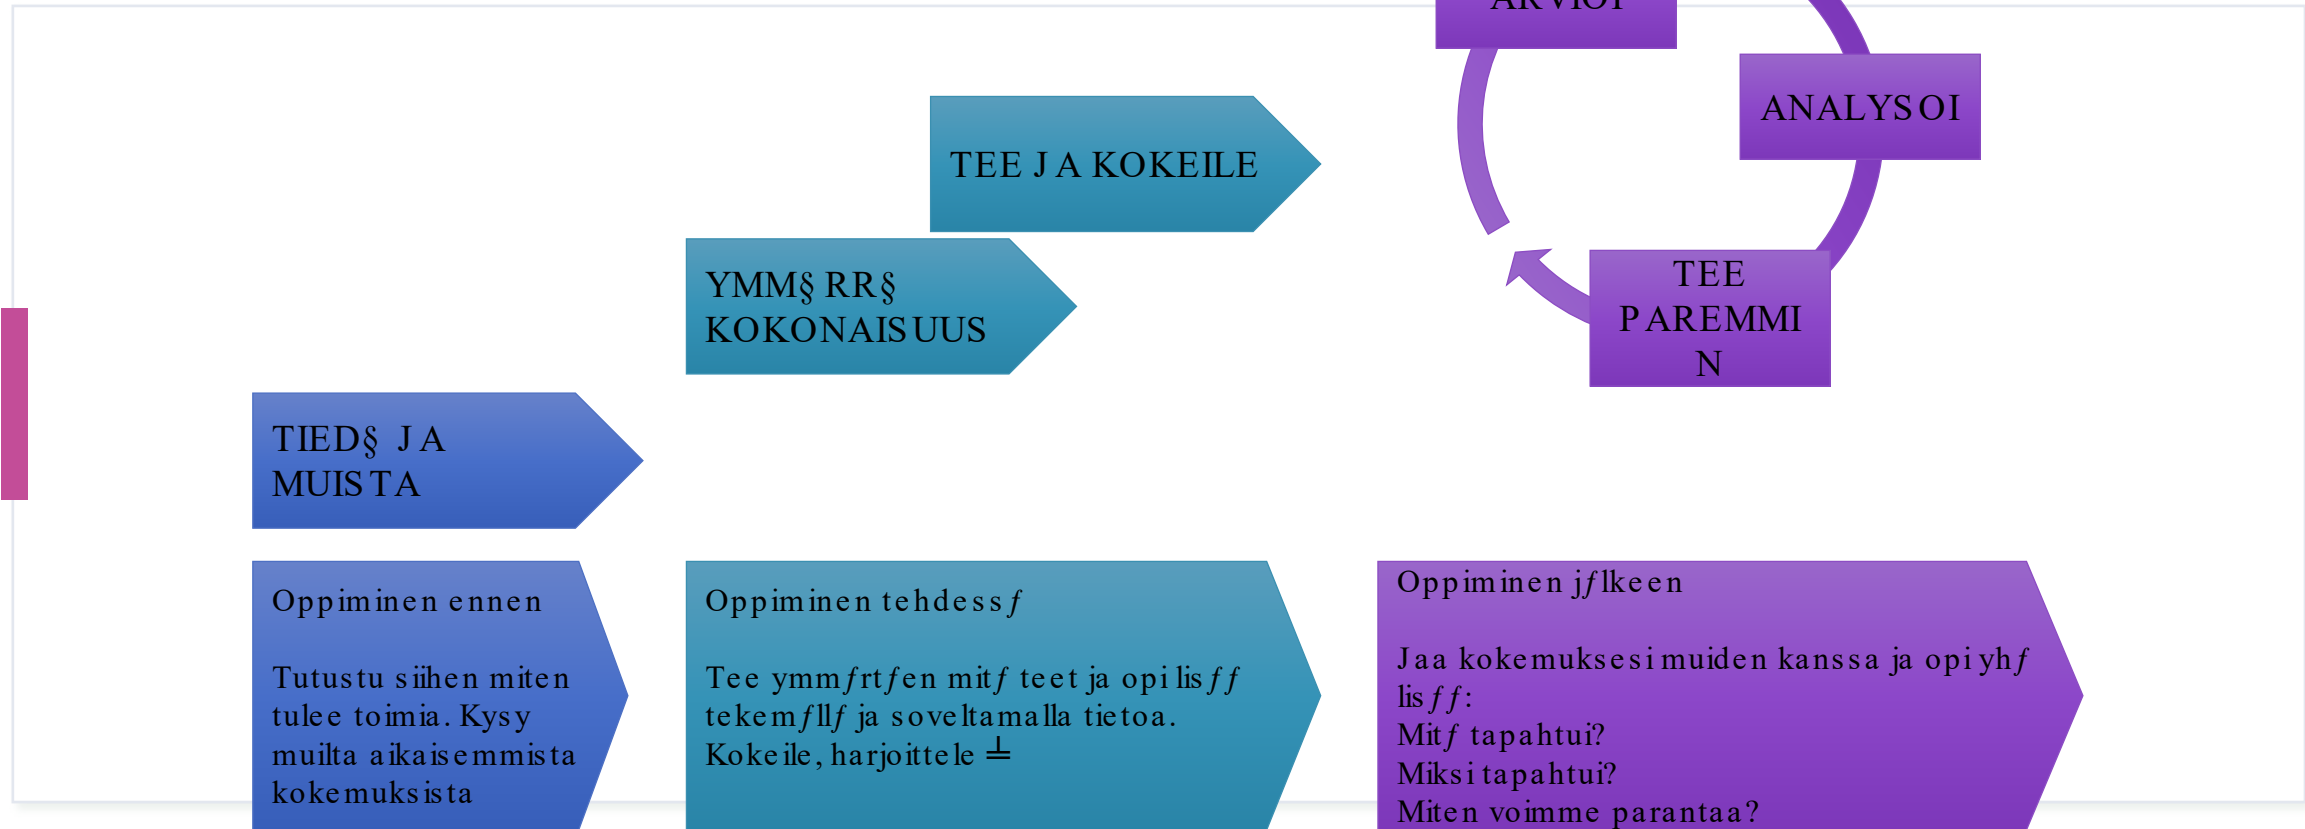 ARVIOI
ANALYSOI
TEE JA KOKEILE
TEE
PAREMMI
N
YMM§RR§
KOKONAISUUS
TIED§ JA
MUISTA
Oppiminen ennen
Tutustu siihen miten
tulee toimia. Kysy
muilta aikaisemmista
kokemuksista
Oppiminen tehdessƒ
Tee ymmƒrtƒen mitƒ teet ja opi lisƒƒ
tekemƒllƒ ja soveltamalla tietoa.
Kokeile, harjoittele ╧
Oppiminen jƒlkeen
Jaa kokemuksesi muiden kanssa ja opi yhƒ
lisƒƒ:
Mitƒ tapahtui?
Miksi tapahtui?
Miten voimme parantaa?